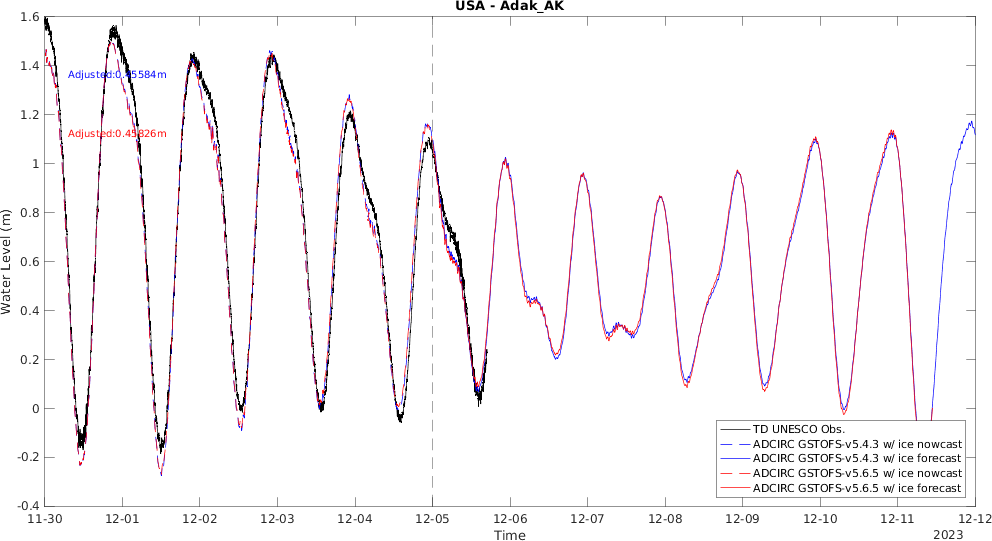 USA - Adak_AK
1.6
1.4
1.2
1
0.8
0.6
0.4
0.2
0
-0.2
-0.4
Water Level (m)
Adjusted:0.45584m
Adjusted:0.45826m
TD UNESCO Obs.
ADCIRC GSTOFS-v5.4.3 w/ ice nowcast
ADCIRC GSTOFS-v5.4.3 w/ ice forecast
ADCIRC GSTOFS-v5.6.5 w/ ice nowcast
ADCIRC GSTOFS-v5.6.5 w/ ice forecast
11-30 12-01 12-02 12-03 12-04 12-05 12-06 12-07 12-08 12-09 12-10 12-11 12-12
Time
2023